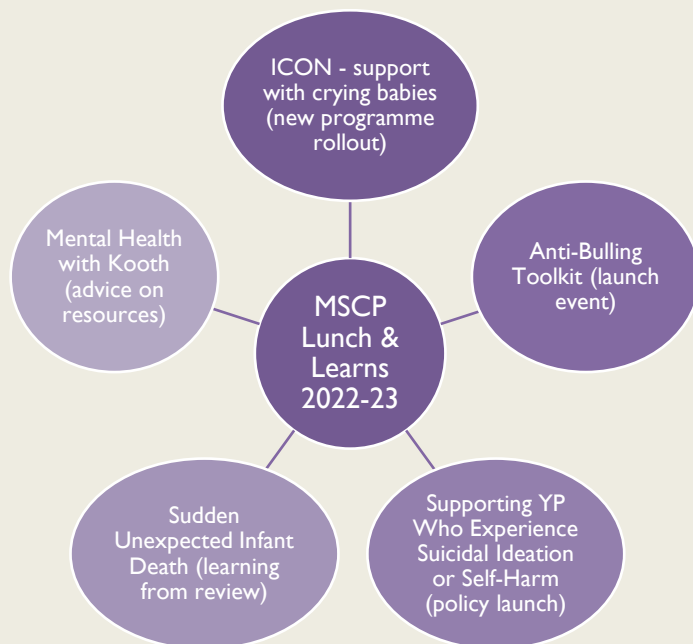 ICON - support
with crying babies
(new programme
rollout)
Mental Health
with Kooth
(advice on
resources)
Anti-Bulling
Toolkit (launch
event)
MSCP
Lunch &
Learns
2022-23
Sudden
Unexpected Infant
Death (learning
from review)
Supporting YP
Who Experience
Suicidal Ideation
or Self-Harm
(policy launch)